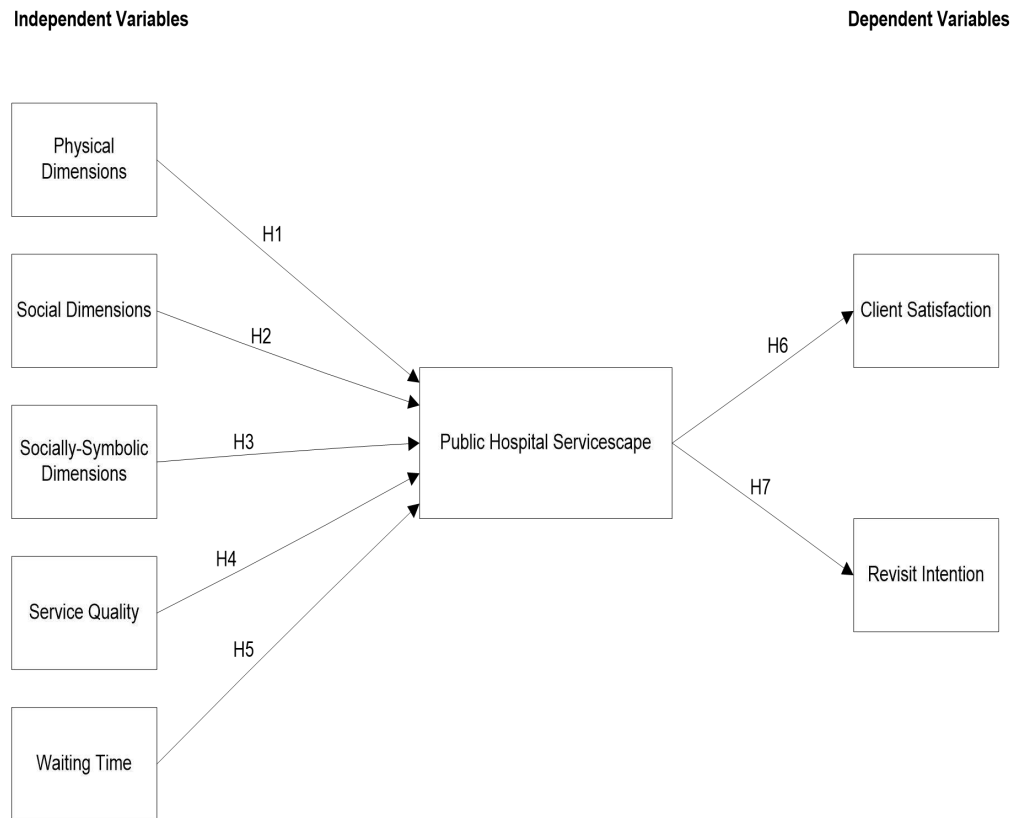 Independent Variables
Dependent Variables
Physical
Dimensions
H1
Social Dimensions
H2
Client Satisfaction
H6
Socially-Symbolic
Dimensions
H3
Public Hospital Servicescape
H7
H4
Service Quality
Revisit Intention
H5
Waiting Time